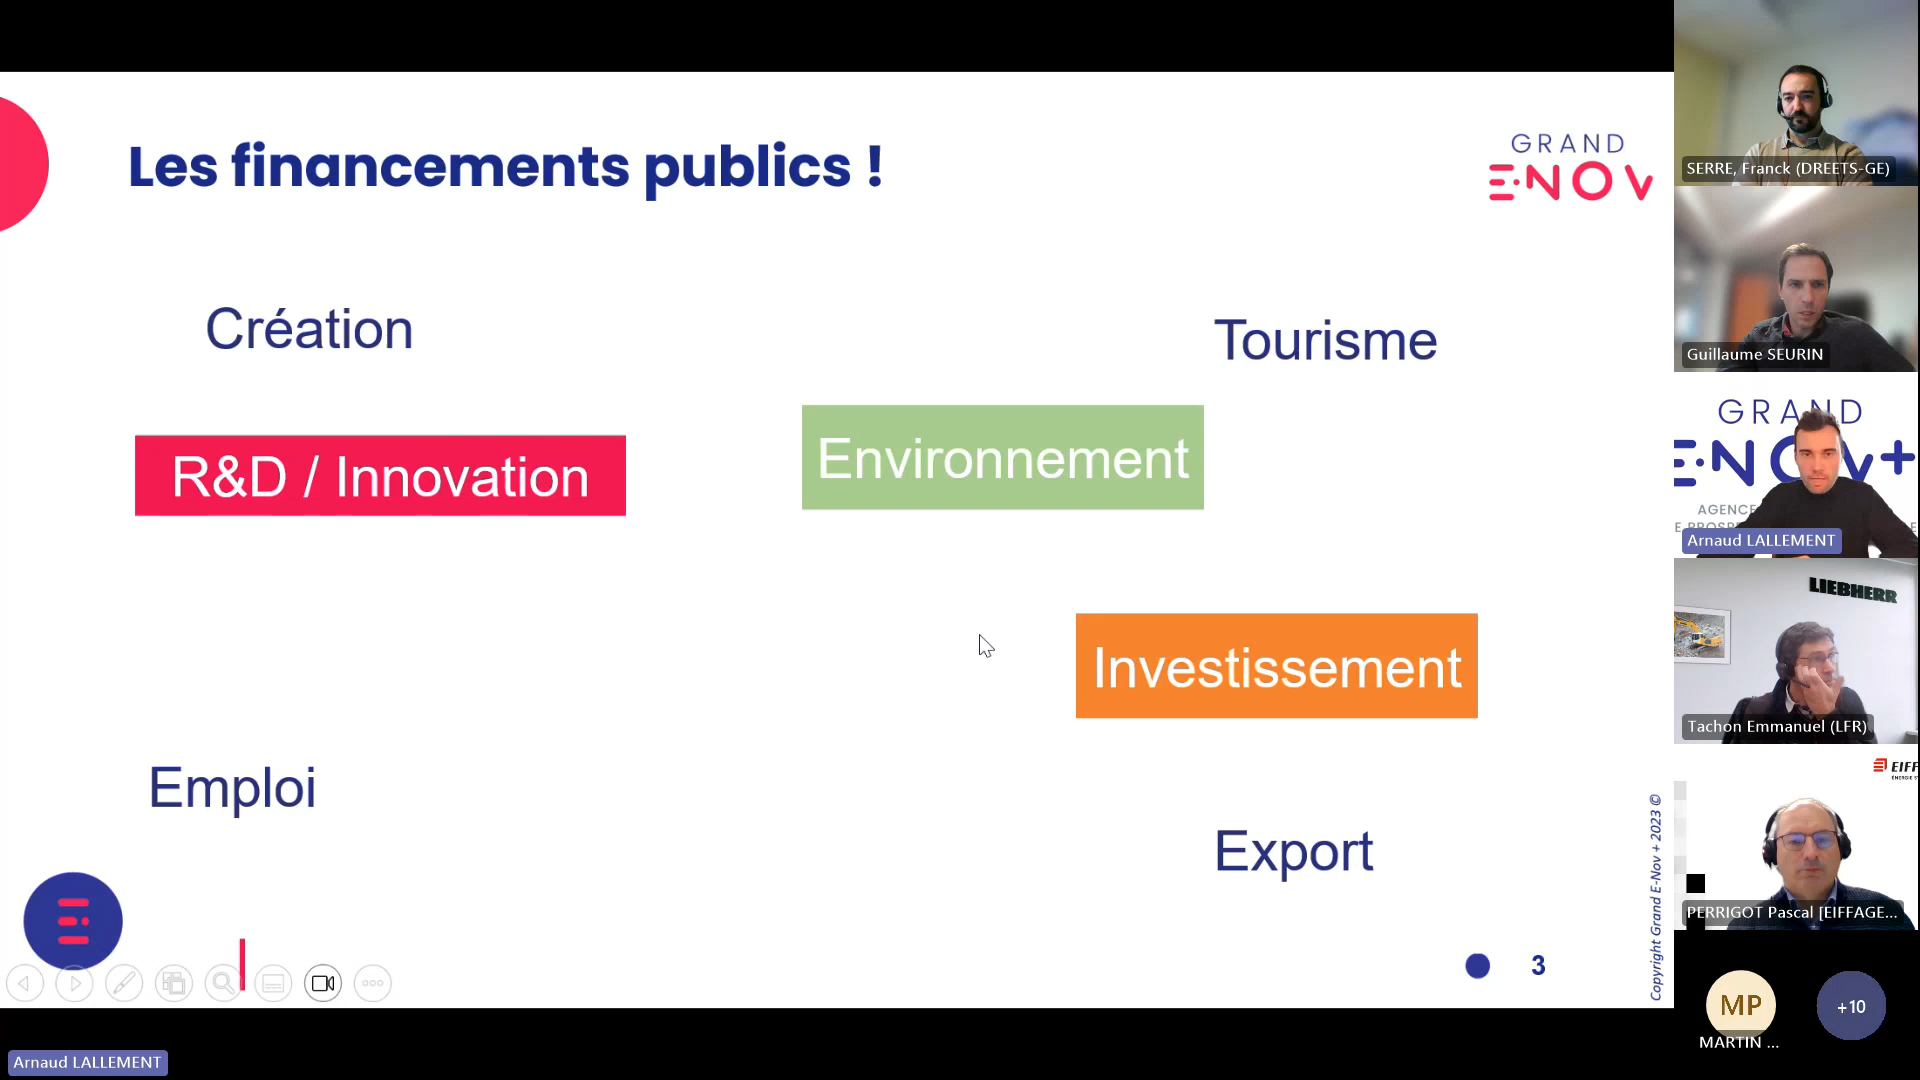 Les financements publics !
GRAND
E·NOV
Création
Tourisme
R&D / Innovation
Environnement
Investissement
Emploi
Export
Copyright Grand E-Nov + 2023 ©
3
Arnaud LALLEMENT
SERRE, Franck (DREETS-GE)
Guillaume SEURIN
GRAND
E·NOV+
AGENCE
Arnaud LALLEMENT
LIEBHERR
Tachon Emmanuel (LFR)
EIFF
PERRIGOT Pascal [EIFFAGE...
MP
+10
MARTIN ...